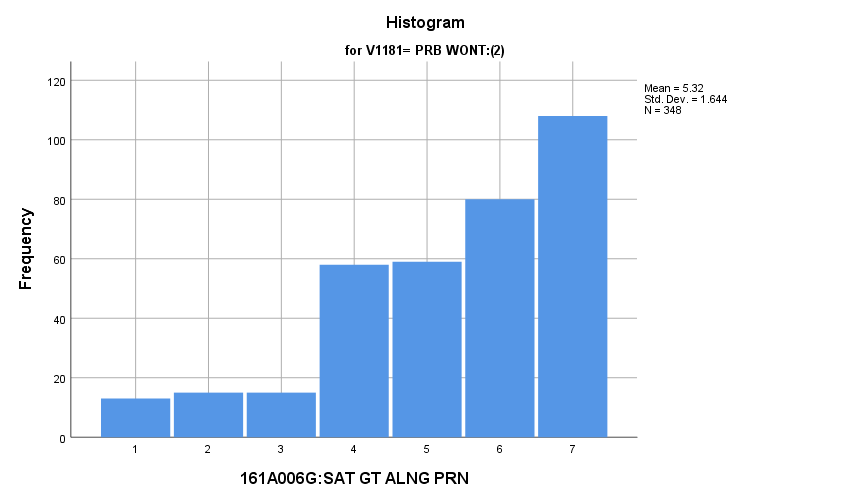 Histogram
for V1181= PRB WONT:(2)
Mean = 5.32
Std. Dev. = 1.644
N = 348
120
100
80
60
40
20
0
Frequency
1 2 3 4 5 6 7
161A006G:SAT GT ALNG PRN